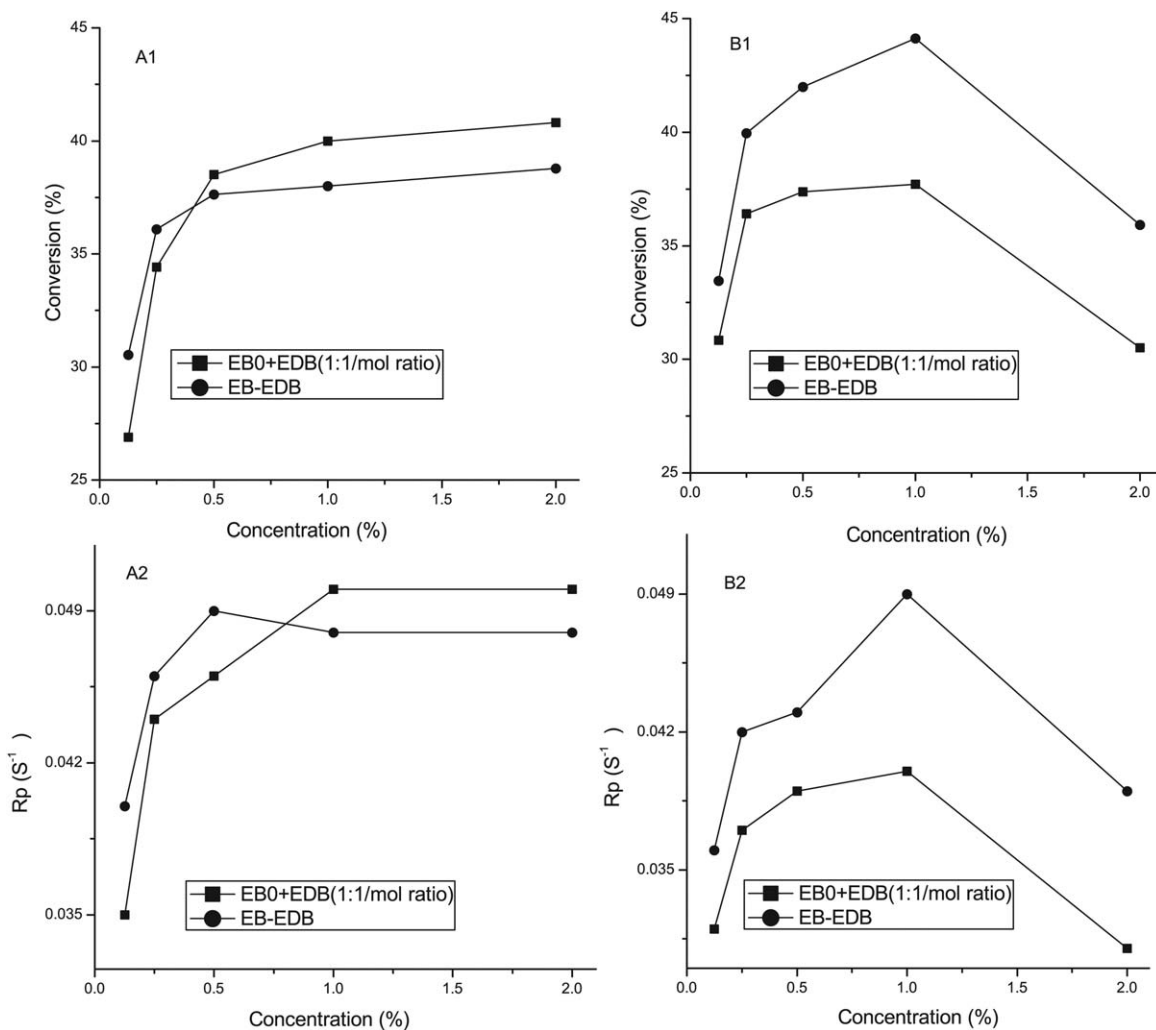 A1
45
40
35
30
25
Conversion (%)
EB0+EDB(1:1/mol ratio)
EB-EDB
0.0 0.5 1.0 1.5 2.0
Concentration (%)
B1
45
40
35
30
25
Conversion (%)
EB0+EDB(1:1/mol ratio)
EB-EDB
0.0 0.5 1.0 1.5 2.0
Concentration (%)
A2
0.049
0.042
0.035
Rp (S⁻¹)
EB0+EDB(1:1/mol ratio)
EB-EDB
0.0 0.5 1.0 1.5 2.0
Concentration (%)
B2
0.049
0.042
0.035
Rp (S⁻¹)
EB0+EDB(1:1/mol ratio)
EB-EDB
0.0 0.5 1.0 1.5 2.0
Concentration (%)